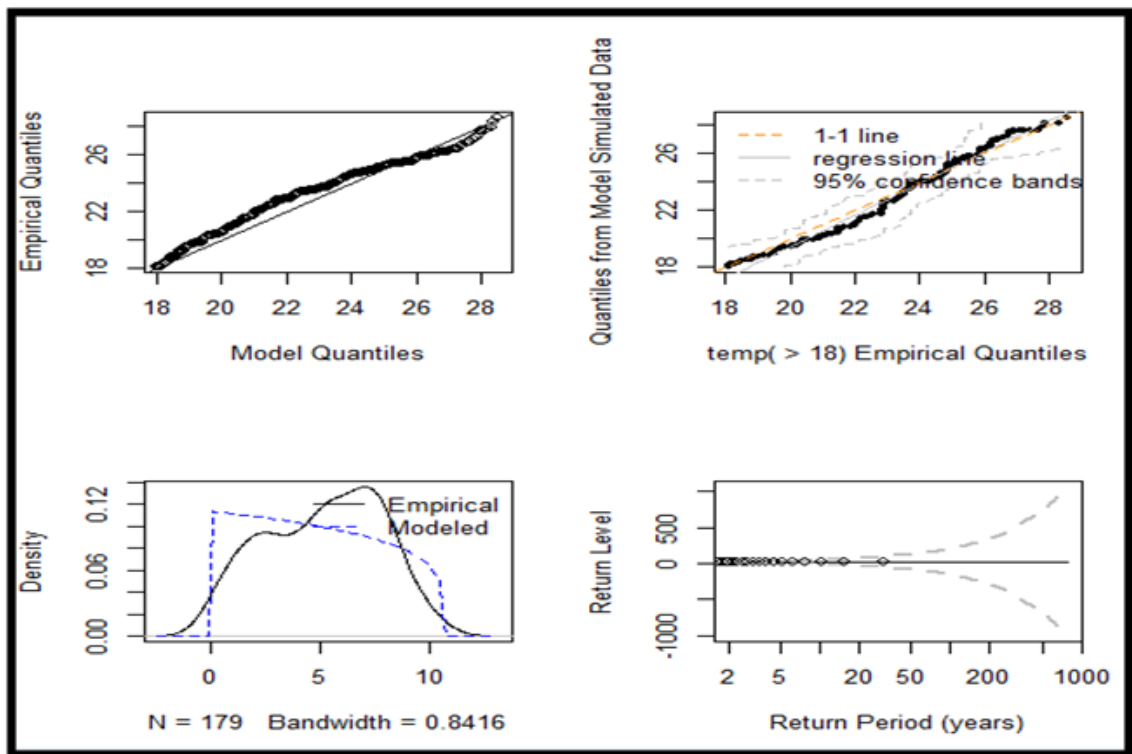 Empirical Quantiles
18 22 26
18 20 22 24 26 28
Model Quantiles
Quantiles from Model Simulated Data
18 22 26
1-1 line
regression line
95% confidence bands
18 20 22 24 26 28
temp( > 18) Empirical Quantiles
Density
0.00 0.06 0.12
Empirical
Modeled
0 5 10
N = 179 Bandwidth = 0.8416
Return Level
-1000 0 500
2 5 20 50 200 1000
Return Period (years)